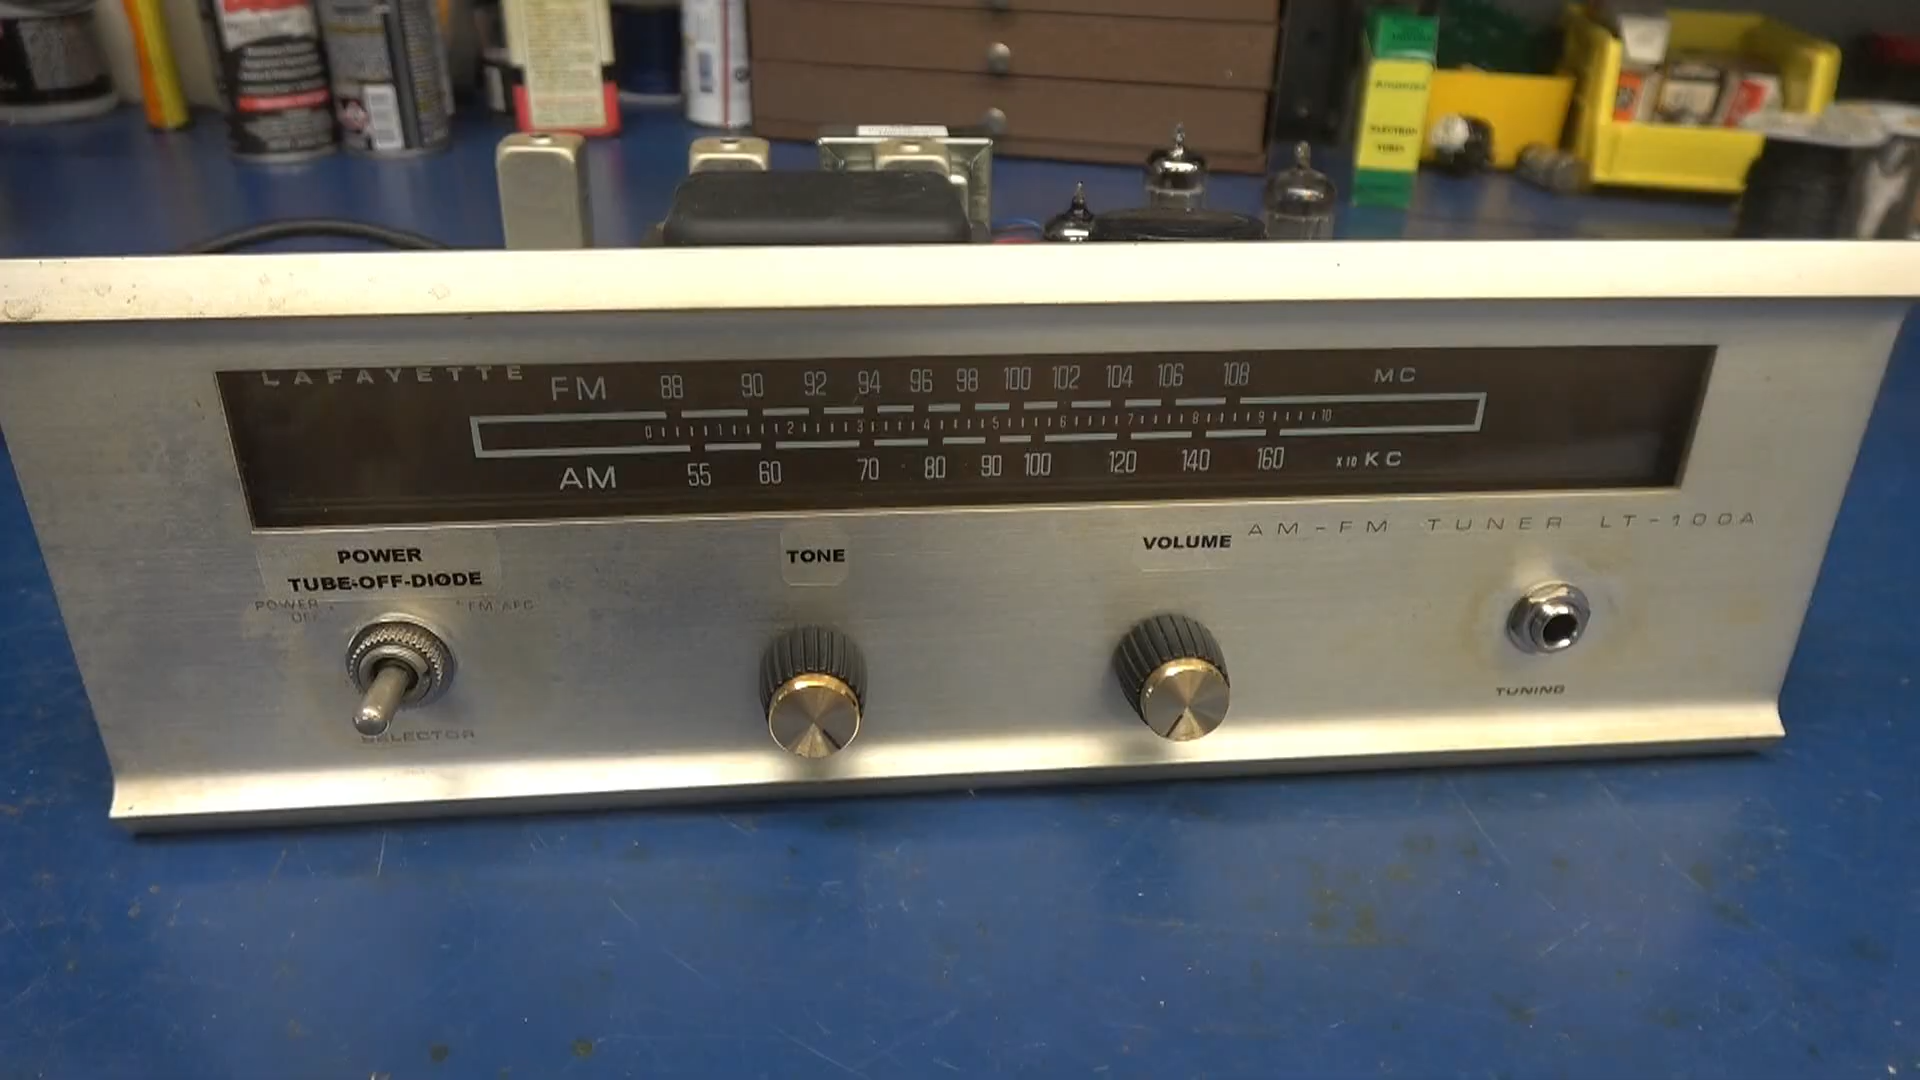 ELECTRON
TUBES
LAFAYETTE
FM 88 90 92 94 96 98 100 102 104 106 108 MC
0 1 2 3 4 5 6 7 8 9 10
AM 55 60 70 80 90 100 120 140 160 X10 KC
AM-FM TUNER LT-100A
POWER
TUBE-OFF-DIODE
TONE
VOLUME
POWER
OFF
FM AFC
SELECTOR
TUNING